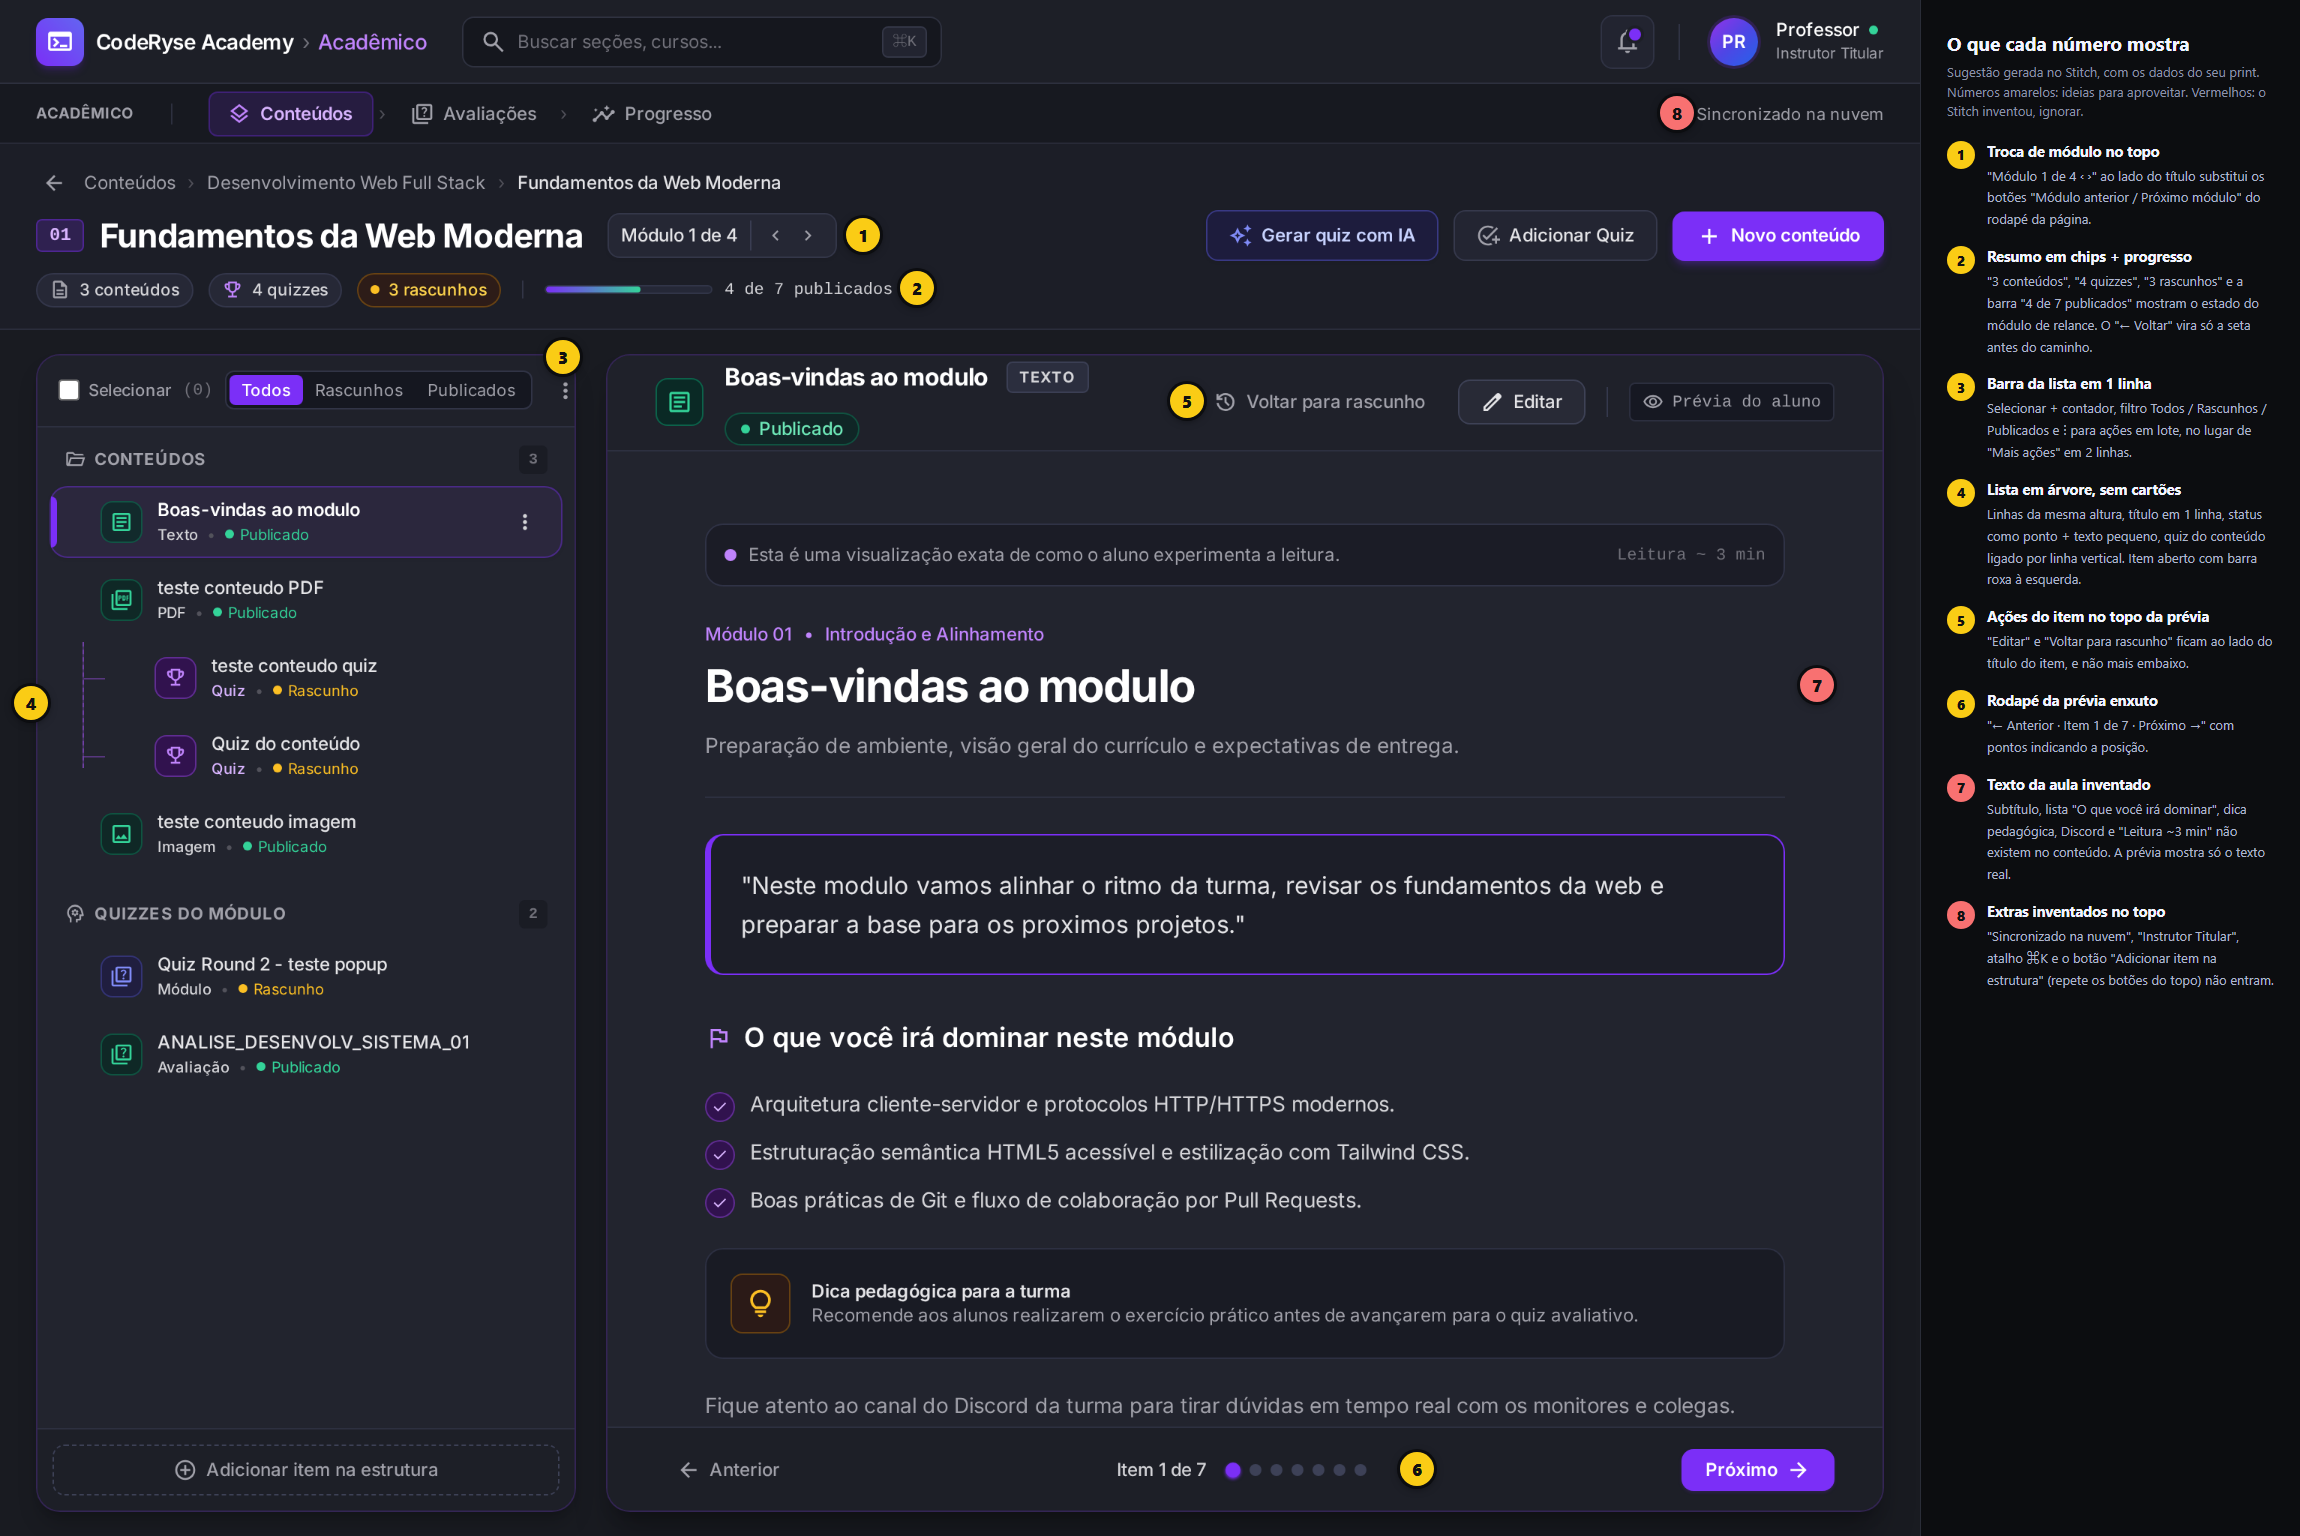 CodeRyse Academy › Acadêmico
Buscar seções, cursos...
⌘K
PR
Professor
Instrutor Titular
ACADÊMICO
Conteúdos
Avaliações
Progresso
8
Sincronizado na nuvem
Conteúdos › Desenvolvimento Web Full Stack › Fundamentos da Web Moderna
01
Fundamentos da Web Moderna
Módulo 1 de 4
1
Gerar quiz com IA
Adicionar Quiz
Novo conteúdo
3 conteúdos
4 quizzes
3 rascunhos
4 de 7 publicados
2
3
Selecionar (0)
Todos
Rascunhos
Publicados
CONTEÚDOS
3
Boas-vindas ao modulo
Texto • Publicado
teste conteudo PDF
PDF • Publicado
teste conteudo quiz
Quiz • Rascunho
4
Quiz do conteúdo
Quiz • Rascunho
teste conteudo imagem
Imagem • Publicado
QUIZZES DO MÓDULO
2
Quiz Round 2 - teste popup
Módulo • Rascunho
ANALISE_DESENVOLV_SISTEMA_01
Avaliação • Publicado
Adicionar item na estrutura
Boas-vindas ao modulo
TEXTO
Publicado
5
Voltar para rascunho
Editar
Prévia do aluno
Esta é uma visualização exata de como o aluno experimenta a leitura.
Leitura ~ 3 min
Módulo 01 • Introdução e Alinhamento
Boas-vindas ao modulo
7
Preparação de ambiente, visão geral do currículo e expectativas de entrega.
"Neste modulo vamos alinhar o ritmo da turma, revisar os fundamentos da web e
preparar a base para os proximos projetos."
O que você irá dominar neste módulo
Arquitetura cliente-servidor e protocolos HTTP/HTTPS modernos.
Estruturação semântica HTML5 acessível e estilização com Tailwind CSS.
Boas práticas de Git e fluxo de colaboração por Pull Requests.
Dica pedagógica para a turma
Recomende aos alunos realizarem o exercício prático antes de avançarem para o quiz avaliativo.
Fique atento ao canal do Discord da turma para tirar dúvidas em tempo real com os monitores e colegas.
Anterior
Item 1 de 7
6
Próximo
O que cada número mostra
Sugestão gerada no Stitch, com os dados do seu print.
Números amarelos: ideias para aproveitar. Vermelhos: o
Stitch inventou, ignorar.
1
Troca de módulo no topo
"Módulo 1 de 4 ‹ ›" ao lado do título substitui os
botões "Módulo anterior / Próximo módulo" do
rodapé da página.
2
Resumo em chips + progresso
"3 conteúdos", "4 quizzes", "3 rascunhos" e a
barra "4 de 7 publicados" mostram o estado do
módulo de relance. O "← Voltar" vira só a seta
antes do caminho.
3
Barra da lista em 1 linha
Selecionar + contador, filtro Todos / Rascunhos /
Publicados e ⋮ para ações em lote, no lugar de
"Mais ações" em 2 linhas.
4
Lista em árvore, sem cartões
Linhas da mesma altura, título em 1 linha, status
como ponto + texto pequeno, quiz do conteúdo
ligado por linha vertical. Item aberto com barra
roxa à esquerda.
5
Ações do item no topo da prévia
"Editar" e "Voltar para rascunho" ficam ao lado do
título do item, e não mais embaixo.
6
Rodapé da prévia enxuto
"← Anterior · Item 1 de 7 · Próximo →" com
pontos indicando a posição.
7
Texto da aula inventado
Subtítulo, lista "O que você irá dominar", dica
pedagógica, Discord e "Leitura ~3 min" não
existem no conteúdo. A prévia mostra só o texto
real.
8
Extras inventados no topo
"Sincronizado na nuvem", "Instrutor Titular",
atalho ⌘K e o botão "Adicionar item na
estrutura" (repete os botões do topo) não entram.